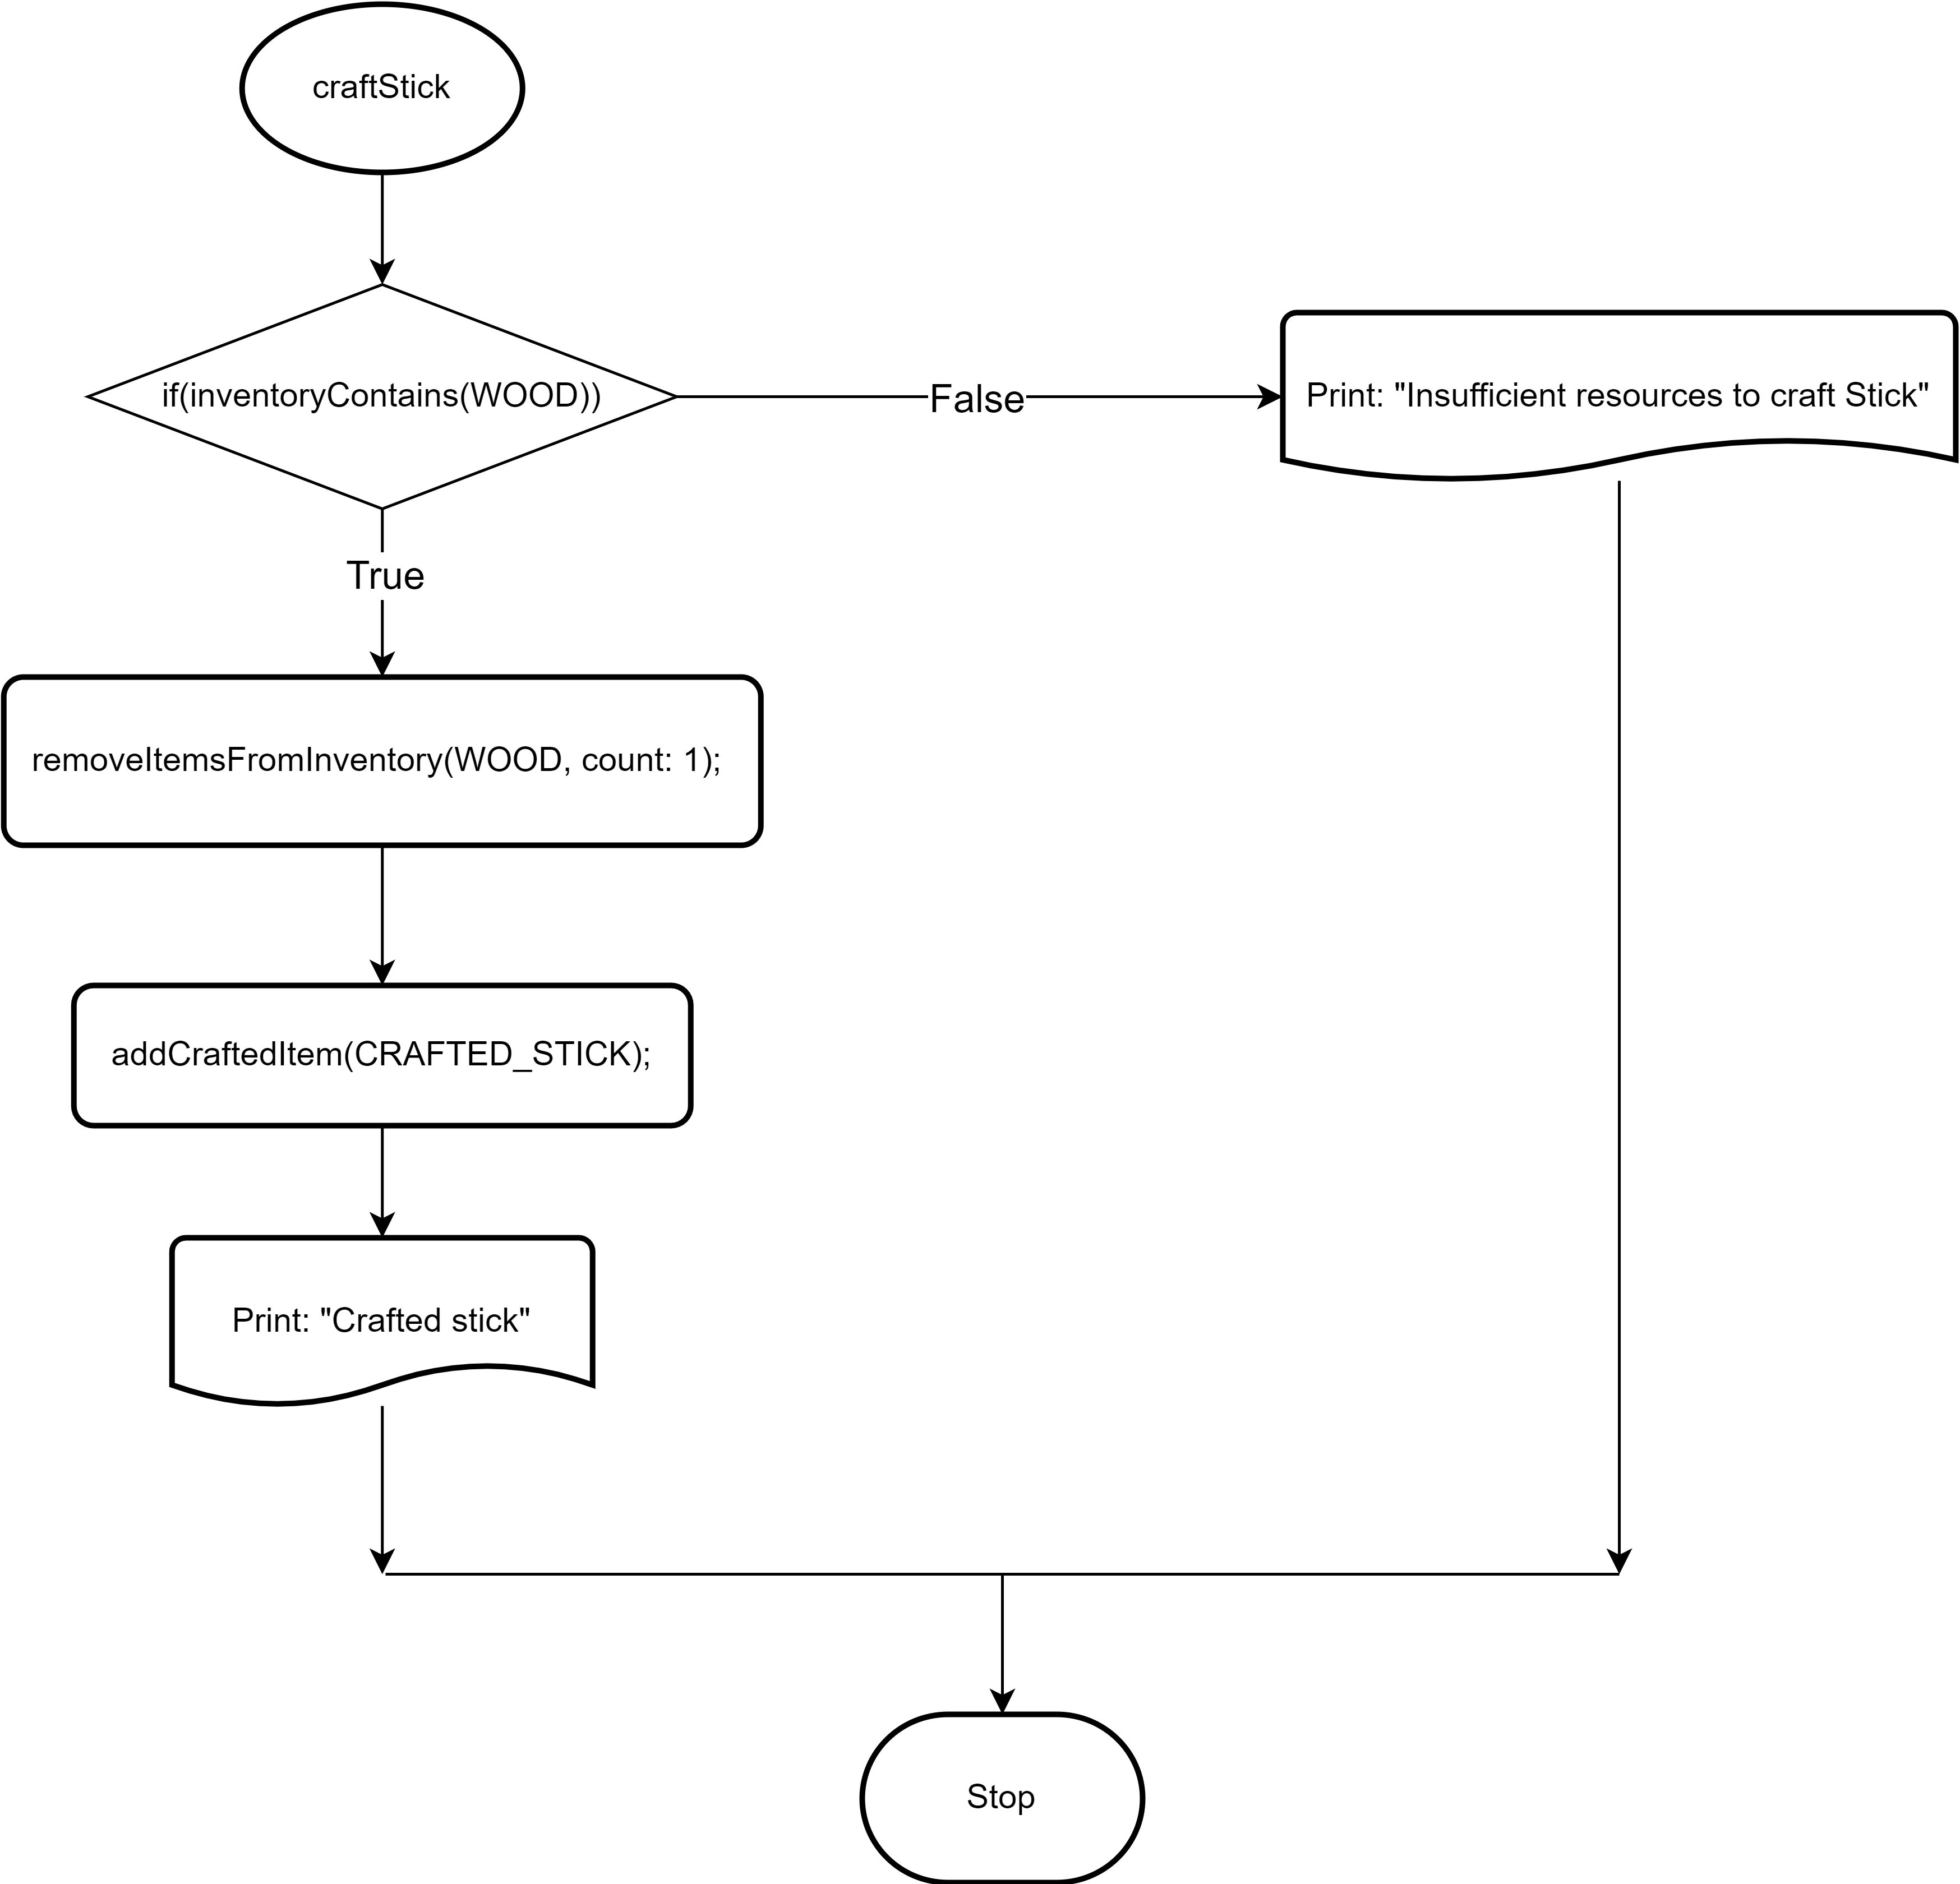 craftStick
if(inventoryContains(WOOD))
False
Print: "Insufficient resources to craft Stick"
True
removeItemsFromInventory(WOOD, count: 1);
addCraftedItem(CRAFTED_STICK);
Print: "Crafted stick"
Stop